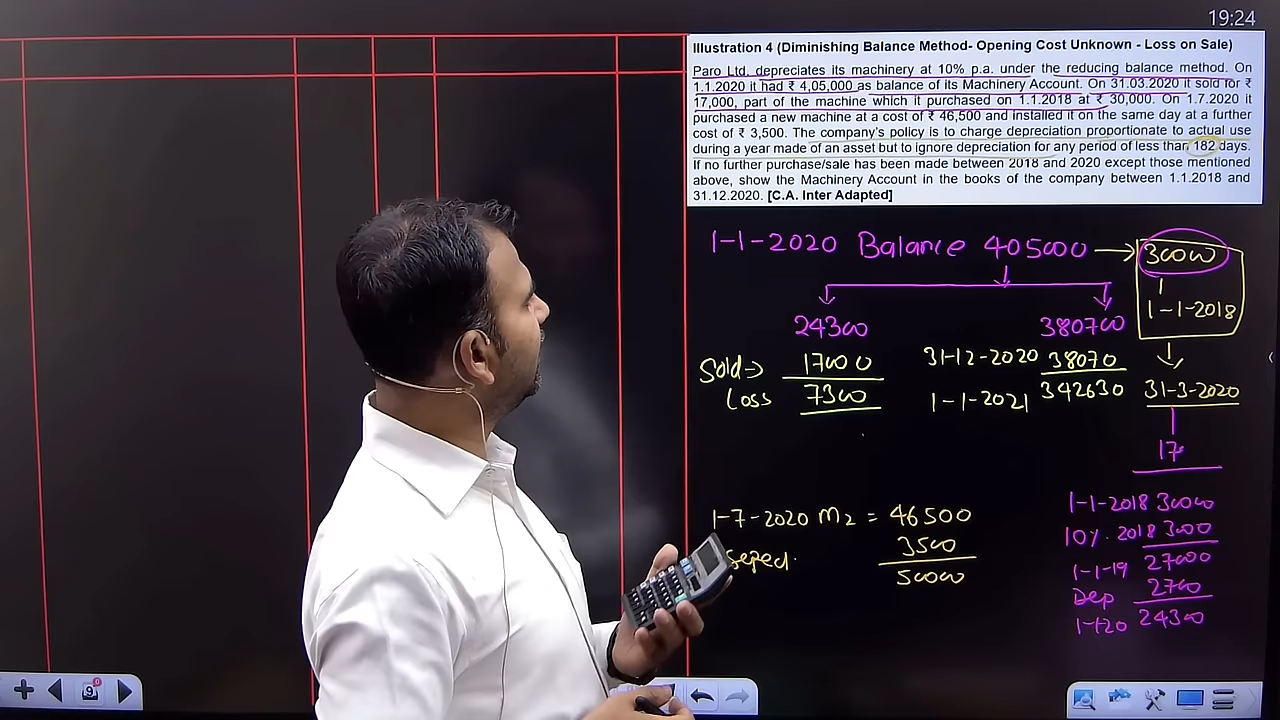 19:24
Illustration 4 (Diminishing Balance Method- Opening Cost Unknown - Loss on Sale)
Paro Ltd. depreciates its machinery at 10% p.a. under the reducing balance method. On
1.1.2020 it had ₹ 4,05,000 as balance of its Machinery Account. On 31.03.2020 it sold for ₹
17,000, part of the machine which it purchased on 1.1.2018 at ₹ 30,000. On 1.7.2020 it
purchased a new machine at a cost of ₹ 46,500 and installed it on the same day at a further
cost of ₹ 3,500. The company's policy is to charge depreciation proportionate to actual use
during a year made of an asset but to ignore depreciation for any period of less than 182 days.
If no further purchase/sale has been made between 2018 and 2020 except those mentioned
above, show the Machinery Account in the books of the company between 1.1.2018 and
31.12.2020. [C.A. Inter Adapted]
1-1-2020 Balance 405000
30000
1-1-2018
24300
380700
Sold→ 17000
31-12-2020 38070
Loss 7300
1-1-2021 342630
31-3-2020
17
1-7-2020 M2 = 46500
3500
50000
1-1-2018 30000
10%. 2018 3000
1-1-19 27000
Dep 2700
1-1-20 24300
9
0